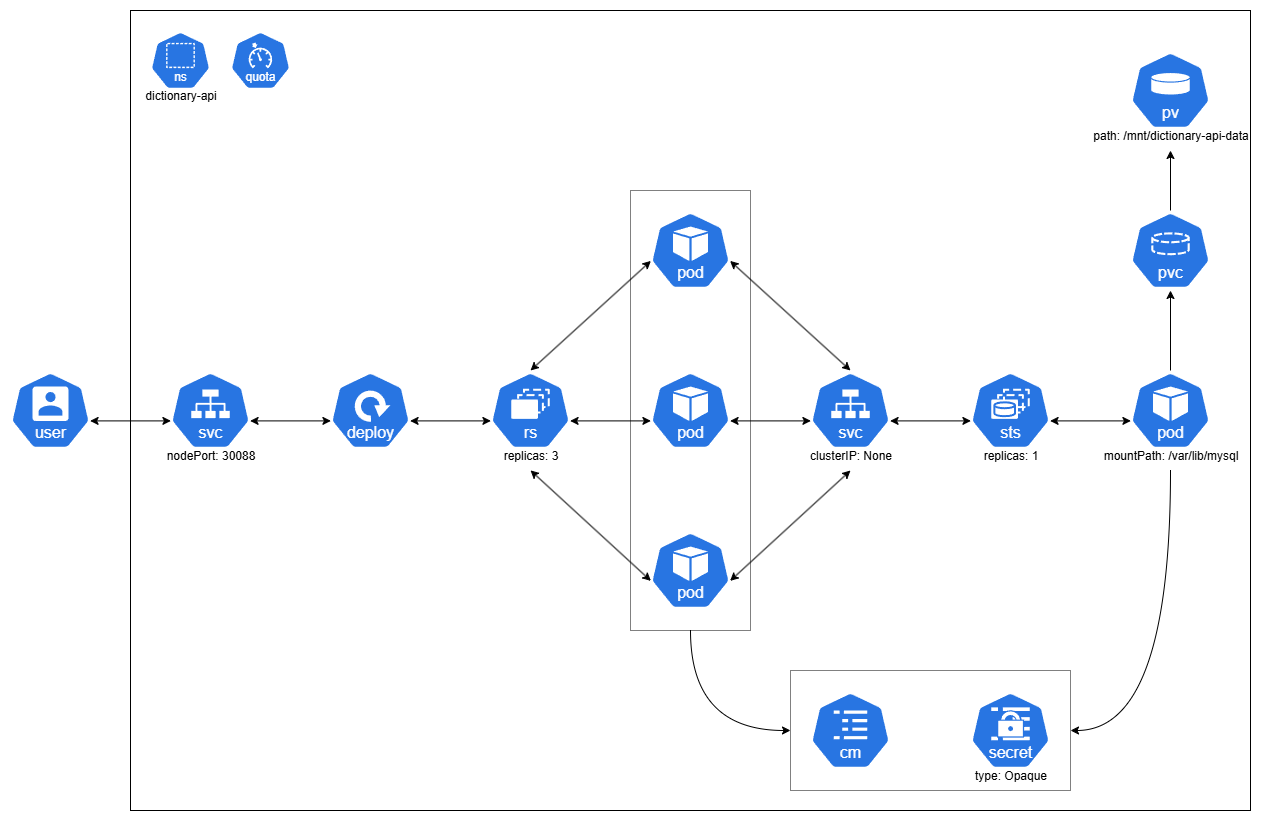 ns
quota
dictionary-api
pv
path: /mnt/dictionary-api-data
pod
pvc
user
svc
deploy
rs
pod
svc
sts
pod
nodePort: 30088
replicas: 3
clusterIP: None
replicas: 1
mountPath: /var/lib/mysql
pod
cm
secret
type: Opaque